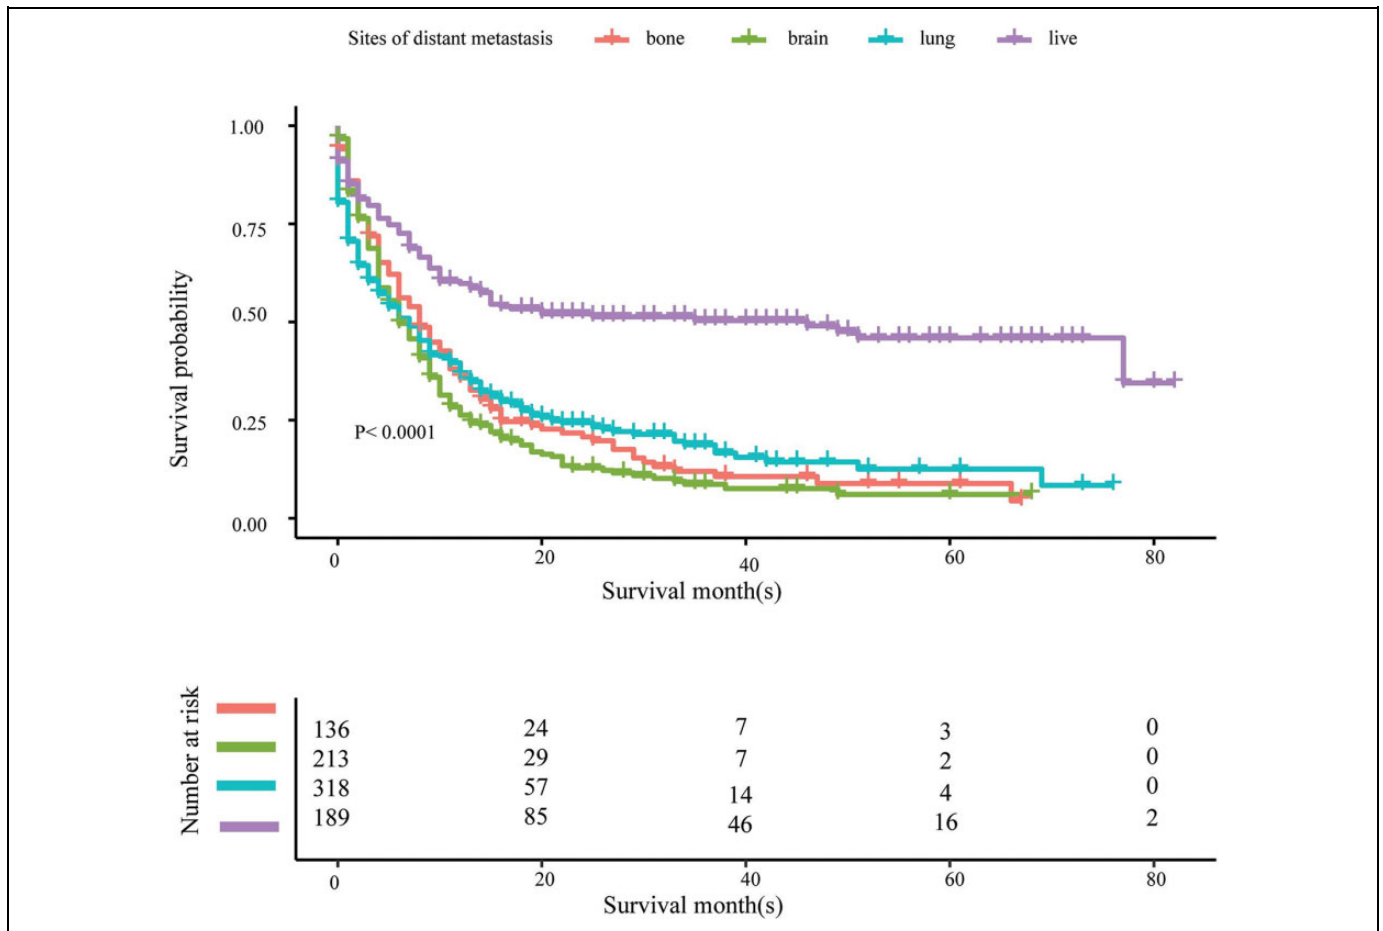 Sites of distant metastasis bone brain lung live
1.00
0.75
0.50
0.25
0.00
Survival probability
P< 0.0001
0 20 40 60 80
Survival month(s)
Number at risk
136 24 7 3 0
213 29 7 2 0
318 57 14 4 0
189 85 46 16 2
0 20 40 60 80
Survival month(s)